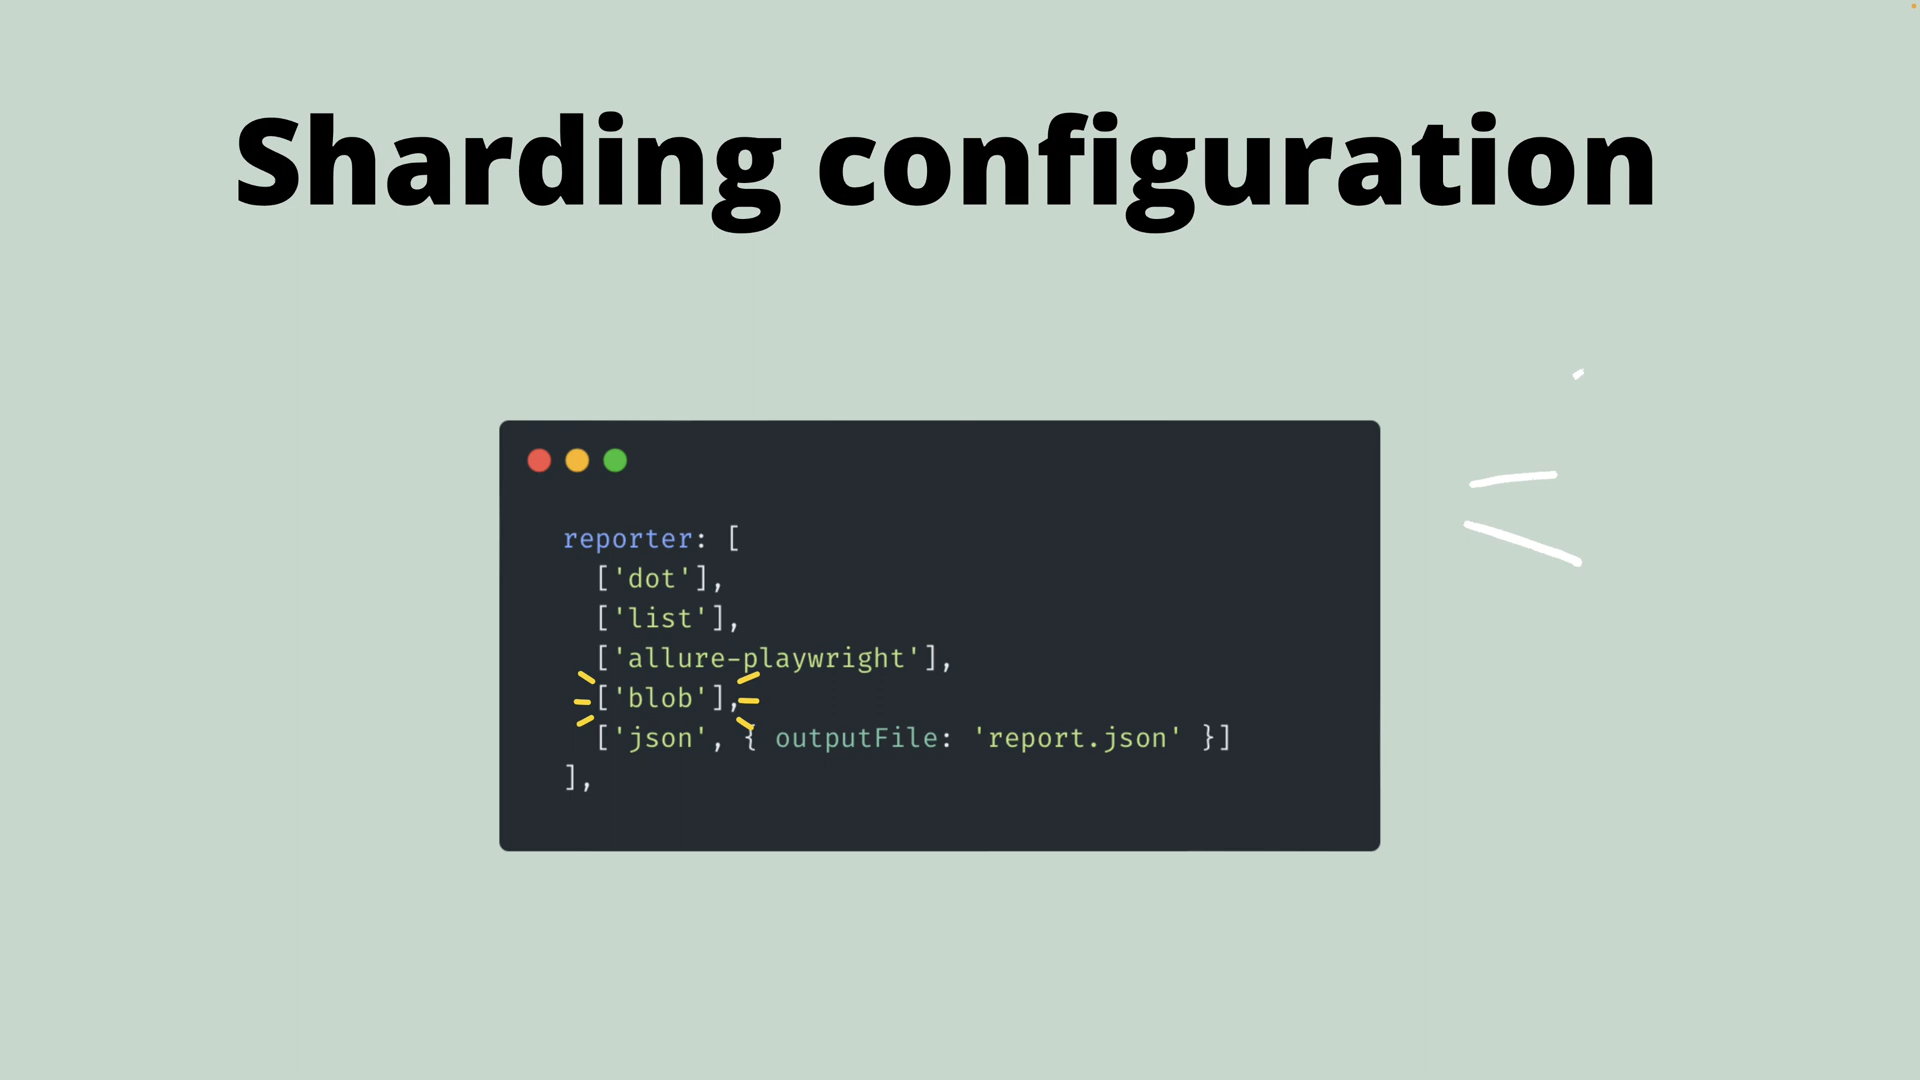 Sharding configuration
reporter: [
  ['dot'],
  ['list'],
  ['allure-playwright'],
  ['blob'],
  ['json', { outputFile: 'report.json' }]
],